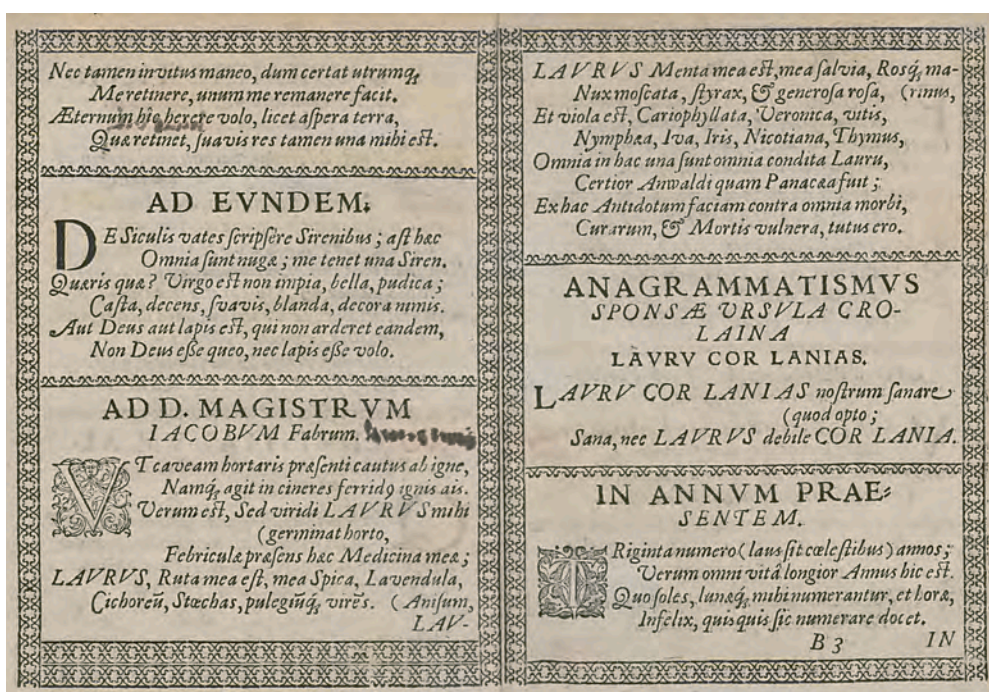 Nec tamen invitus maneo, dum certat utrumq;
Me retinere, unum me remanere facit.
Æternum hic herere volo, licet aspera terra,
Quæ retinet, suavis res tamen una mihi est.
AD EVNDEM.
DE Siculis vates scripsêre Sirenibus; ast hæc
Omnia sunt nugæ; me tenet una Siren.
Quæris quæ? Virgo est non impia, bella, pudica;
Casta, decens, svavis, blanda, decora nimis.
Aut Deus aut lapis est, qui non arderet eandem,
Non Deus esse queo, nec lapis esse volo.
AD D. MAGISTRVM
IACOBVM Fabrum.
VT caveam hortaris præsenti cautus ab igne,
Namq; agit in cineres ferridꝰ ignis ais.
Verum est, Sed viridi LAVRVS mihi
(germinat horto,
Febriculæ præsens hæc Medicina meæ;
LAVRVS, Ruta mea est, mea Spica, Lavendula,
Cichoreũ, Stœchas, pulegiũq; virẽs. (Anisum,
LAV-
LAVRVS Menta mea est, mea salvia, Rosq; ma-
Nux moscata, styrax, & generosa rosa, (rinus,
Et viola est, Cariophyllata, Veronica, vitis,
Nymphæa, Iva, Iris, Nicotiana, Thymus,
Omnia in hac una sunt omnia condita Lauru,
Certior Anwaldi quam Panacæa fuit;
Ex hac Antidotum faciam contra omnia morbi,
Curarum, & Mortis vulnera, tutus ero.
ANAGRAMMATISMVS
SPONSÆ VRSVLA CRO-
LAINA
LAVRV COR LANIAS.
LAVRV COR LANIAS nostrum sanare
(quod opto;
Sana, nec LAVRVS debile COR LANIA.
IN ANNVM PRAE-
SENTEM.
TRiginta numero (laus sit cœlestibus) annos;
Verum omni vitâ longior Annus hic est.
Quo soles, lunæq; mihi numerantur, et horæ,
Infelix, quisquis sic numerare docet.
B 3 IN